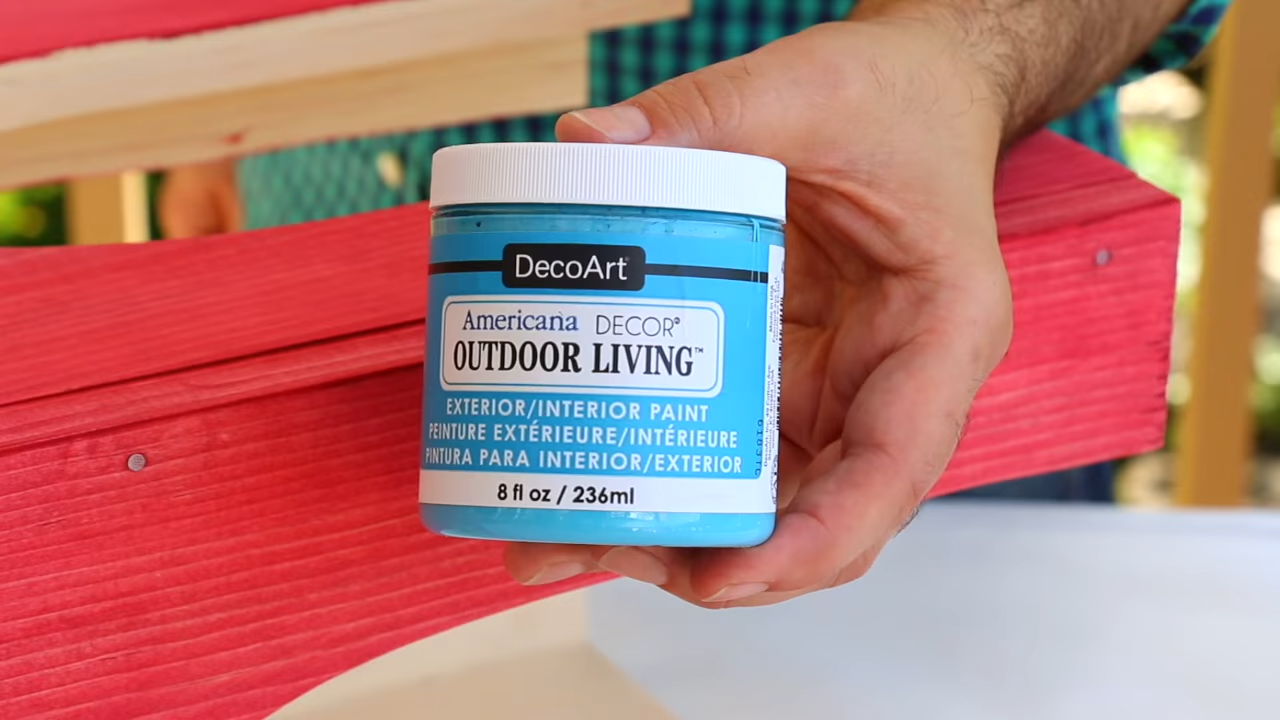 DecoArt
Americana DECOR®
OUTDOOR LIVING™
EXTERIOR/INTERIOR PAINT
PEINTURE EXTÉRIEURE/INTÉRIEURE
PINTURA PARA INTERIOR/EXTERIOR
8 fl oz / 236ml